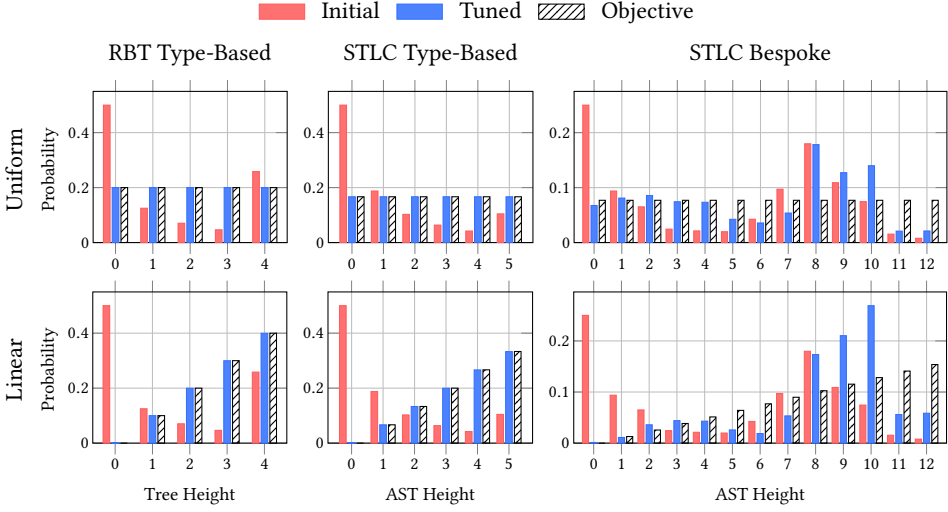 Initial Tuned Objective
RBT Type-Based STLC Type-Based STLC Bespoke
Uniform
Probability
0.4
0.2
0
0 1 2 3 4
0.4
0.2
0
0 1 2 3 4 5
0.2
0.1
0
0 1 2 3 4 5 6 7 8 9 10 11 12
Linear
Probability
0.4
0.2
0
0 1 2 3 4
Tree Height
0.4
0.2
0
0 1 2 3 4 5
AST Height
0.2
0.1
0
0 1 2 3 4 5 6 7 8 9 10 11 12
AST Height